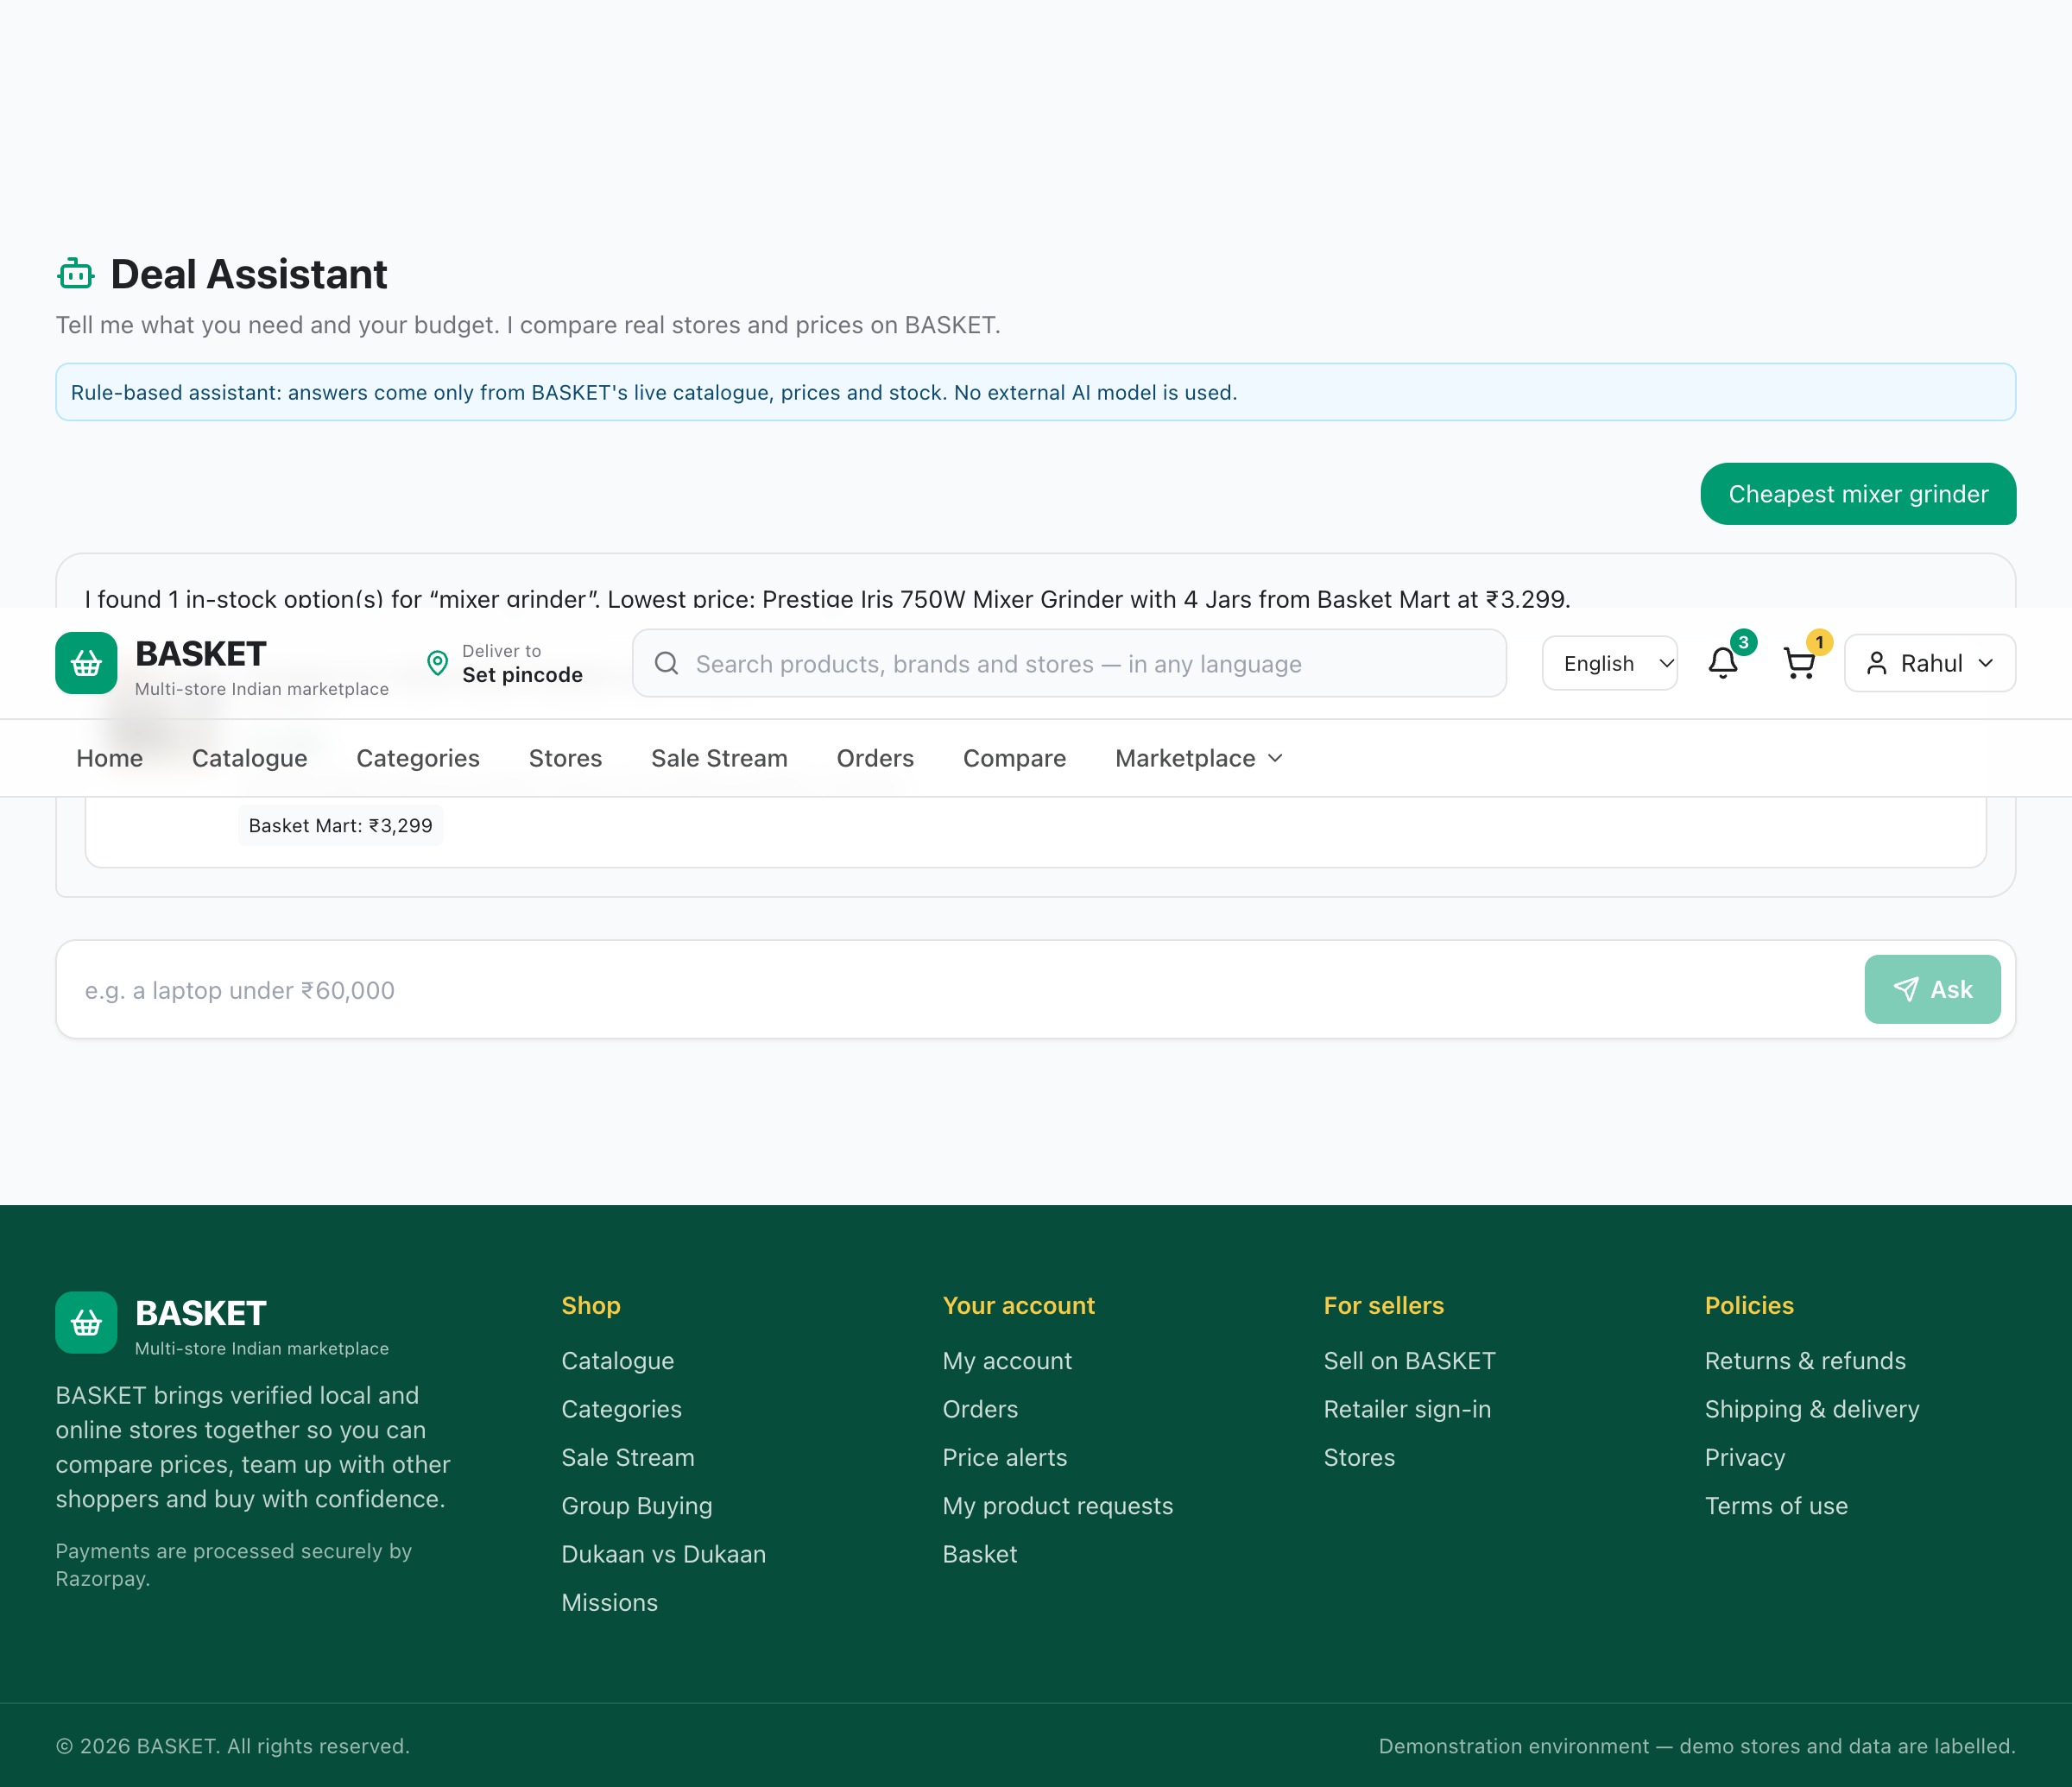 Deal Assistant
Tell me what you need and your budget. I compare real stores and prices on BASKET.
Rule-based assistant: answers come only from BASKET's live catalogue, prices and stock. No external AI model is used.
Cheapest mixer grinder
I found 1 in-stock option(s) for “mixer grinder”. Lowest price: Prestige Iris 750W Mixer Grinder with 4 Jars from Basket Mart at ₹3,299.
BASKET
Multi-store Indian marketplace
Deliver to
Set pincode
Search products, brands and stores — in any language
English
3
1
Rahul
Home
Catalogue
Categories
Stores
Sale Stream
Orders
Compare
Marketplace
Basket Mart: ₹3,299
e.g. a laptop under ₹60,000
Ask
BASKET
Multi-store Indian marketplace
BASKET brings verified local and
online stores together so you can
compare prices, team up with other
shoppers and buy with confidence.
Payments are processed securely by
Razorpay.
Shop
Catalogue
Categories
Sale Stream
Group Buying
Dukaan vs Dukaan
Missions
Your account
My account
Orders
Price alerts
My product requests
Basket
For sellers
Sell on BASKET
Retailer sign-in
Stores
Policies
Returns & refunds
Shipping & delivery
Privacy
Terms of use
© 2026 BASKET. All rights reserved.
Demonstration environment — demo stores and data are labelled.